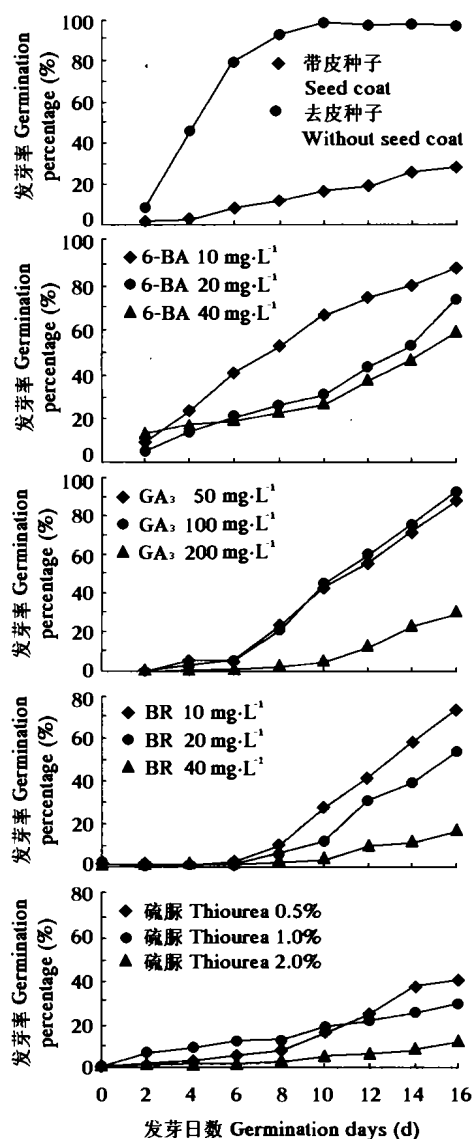 发芽率 Germination
percentage (%)
100
80
60
40
20
0
带皮种子
Seed coat
去皮种子
Without seed coat
发芽率 Germination
percentage (%)
100
80
60
40
20
0
6-BA 10 mg·L⁻¹
6-BA 20 mg·L⁻¹
6-BA 40 mg·L⁻¹
发芽率 Germination
percentage (%)
100
80
60
40
20
0
GA₃ 50 mg·L⁻¹
GA₃ 100 mg·L⁻¹
GA₃ 200 mg·L⁻¹
发芽率 Germination
percentage (%)
80
60
40
20
0
BR 10 mg·L⁻¹
BR 20 mg·L⁻¹
BR 40 mg·L⁻¹
发芽率 Germination
percentage (%)
80
60
40
20
0
硫脲 Thiourea 0.5%
硫脲 Thiourea 1.0%
硫脲 Thiourea 2.0%
0 2 4 6 8 10 12 14 16
发芽日数 Germination days (d)